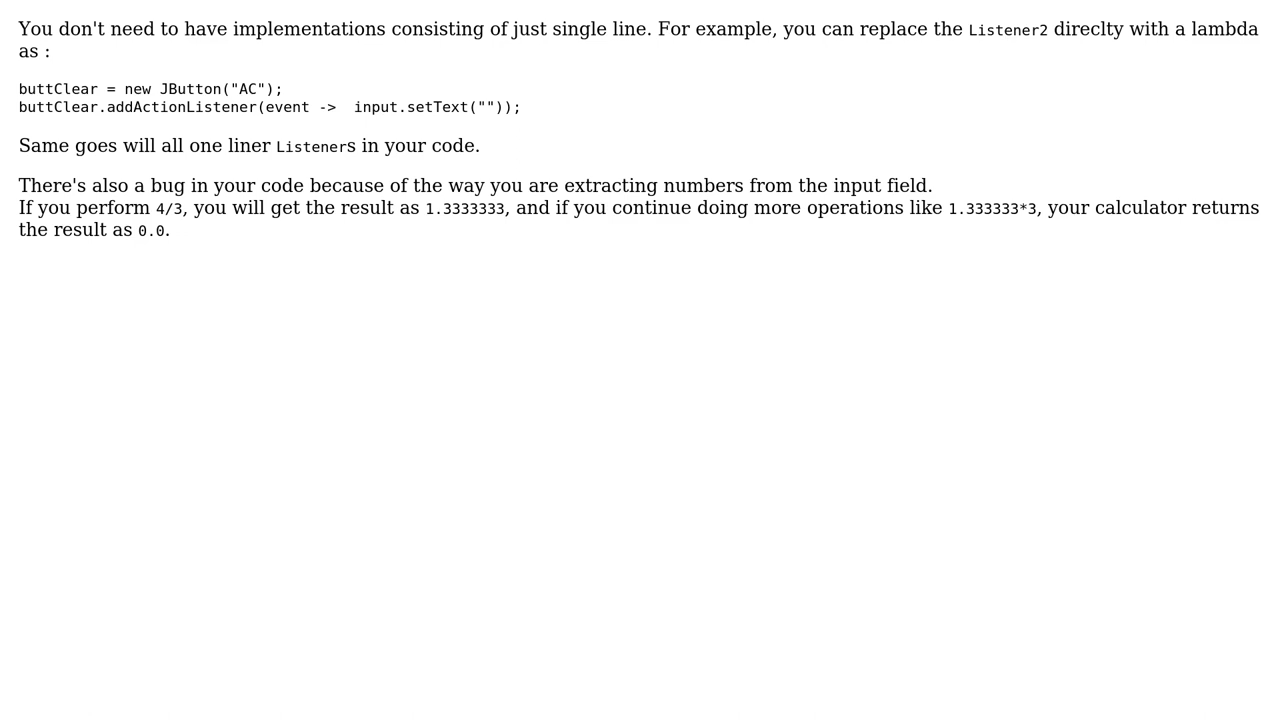 You don't need to have implementations consisting of just single line. For example, you can replace the Listener2 direclty with a lambda
as :
buttClear = new JButton("AC");
buttClear.addActionListener(event ->  input.setText(""));
Same goes will all one liner Listeners in your code.
There's also a bug in your code because of the way you are extracting numbers from the input field.
If you perform 4/3, you will get the result as 1.3333333, and if you continue doing more operations like 1.333333*3, your calculator returns
the result as 0.0.